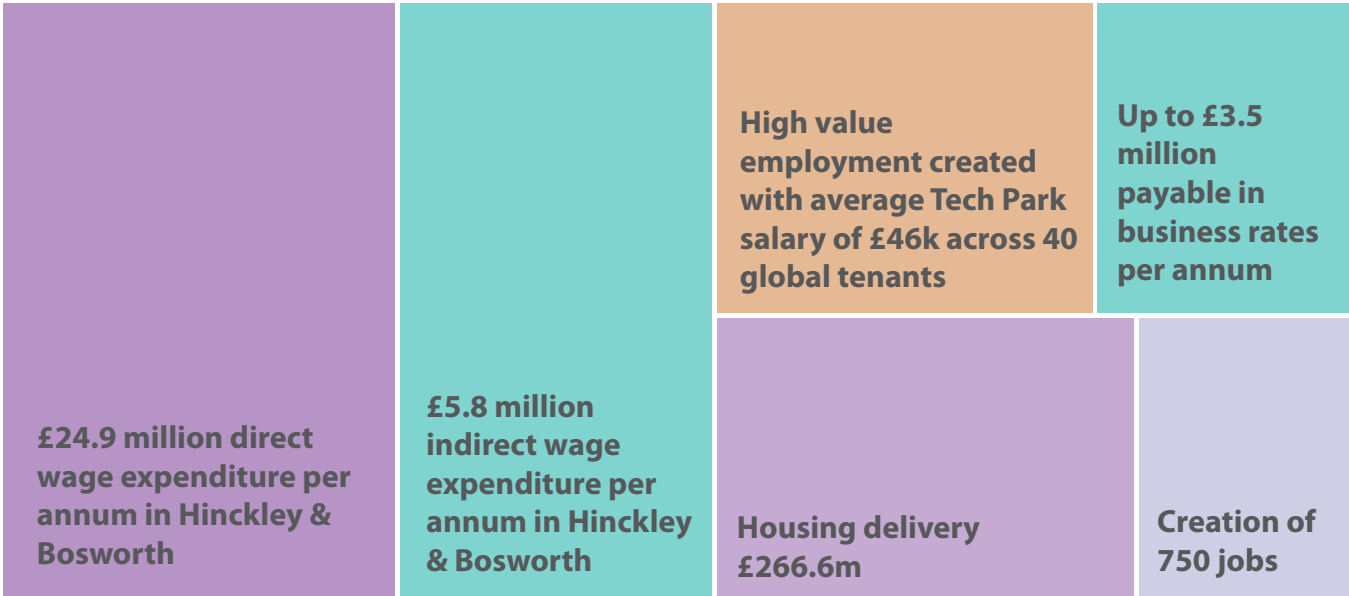 £24.9 million direct
wage expenditure per
annum in Hinckley &
Bosworth
£5.8 million
indirect wage
expenditure per
annum in Hinckley
& Bosworth
High value
employment created
with average Tech Park
salary of £46k across 40
global tenants
Up to £3.5
million
payable in
business rates
per annum
Housing delivery
£266.6m
Creation of
750 jobs